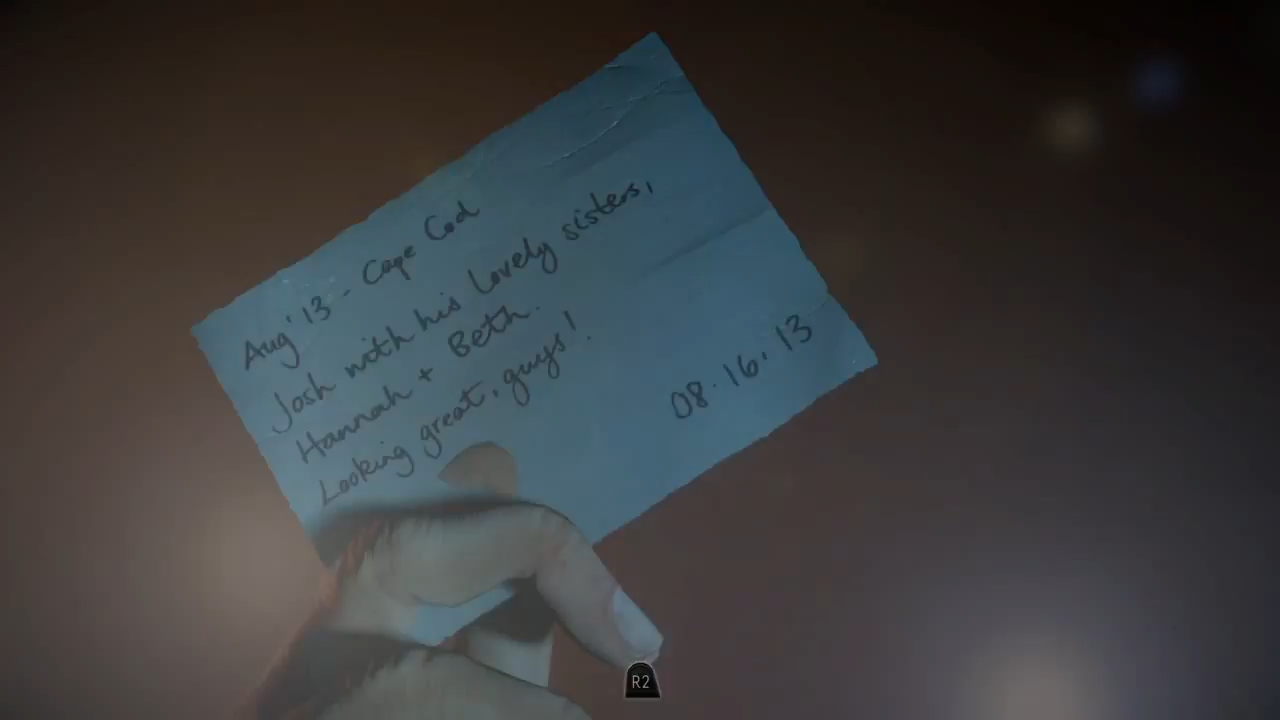 Aug '13 - Cape Cod
Josh with his lovely sisters,
Hannah + Beth.
Looking great, guys!
08.16.13
R2